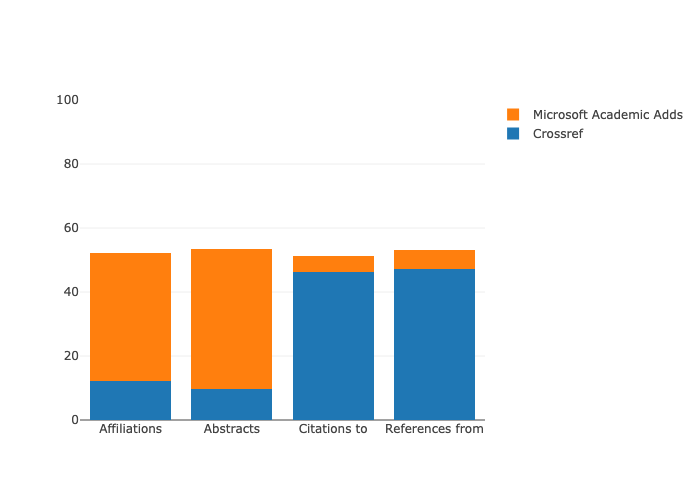 100
80
60
40
20
0
Affiliations
Abstracts
Citations to
References from
Microsoft Academic Adds
Crossref